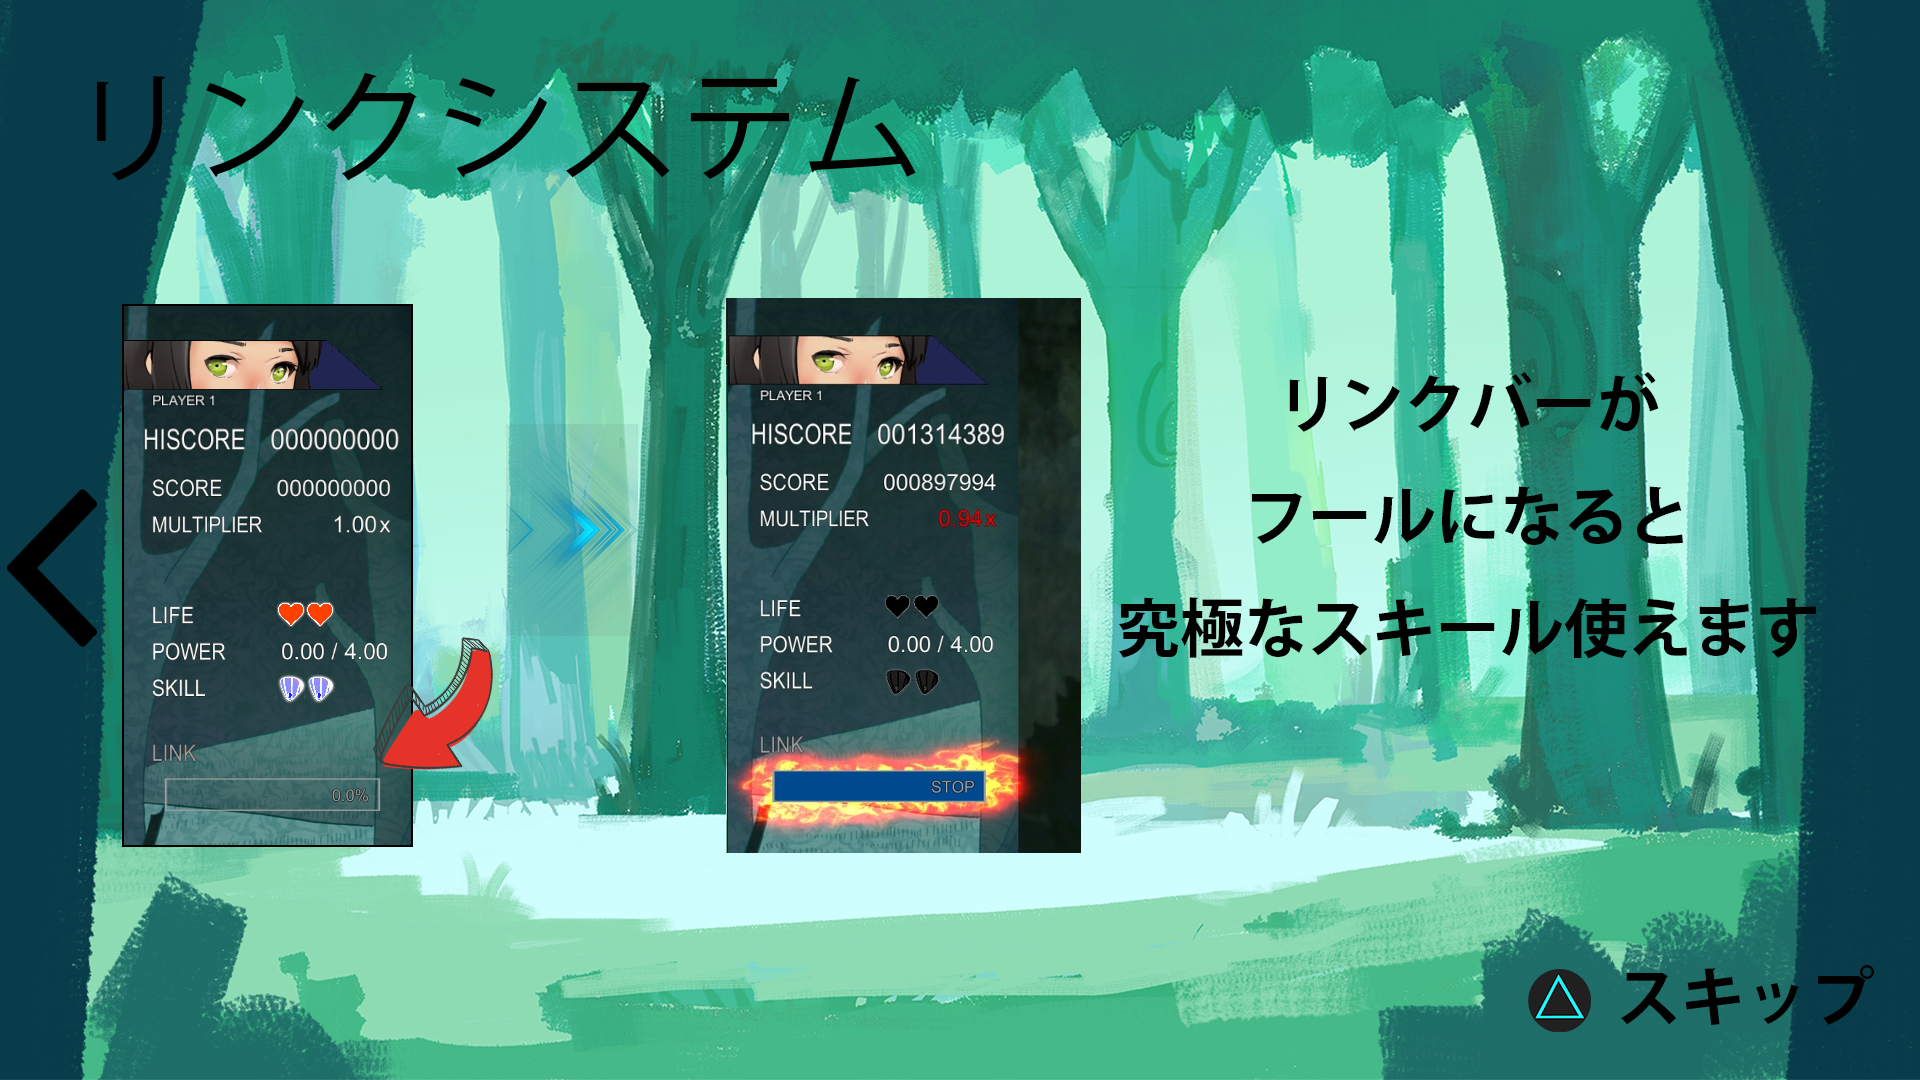 リンクシステム
PLAYER 1
HISCORE 000000000
SCORE 000000000
MULTIPLIER 1.00x
LIFE
POWER 0.00 / 4.00
SKILL
LINK
0.0%
PLAYER 1
HISCORE 001314389
SCORE 000897994
MULTIPLIER 0.94x
LIFE
POWER 0.00 / 4.00
SKILL
LINK
STOP
リンクバーが
フールになると
究極なスキール使えます
スキップ